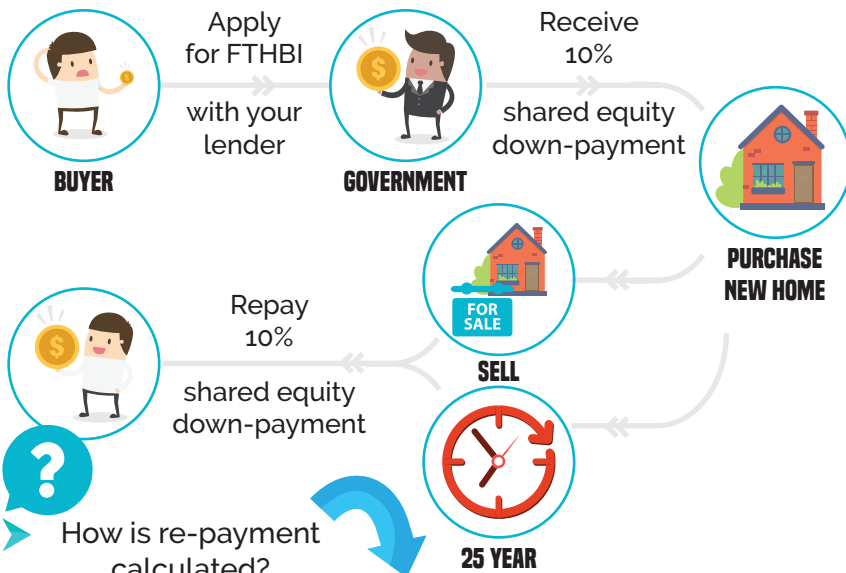 Apply
for FTHBI
with your
lender
Receive
10%
shared equity
down-payment
BUYER
GOVERNMENT
PURCHASE
NEW HOME
FOR
SALE
SELL
Repay
10%
shared equity
down-payment
25 YEAR
?
How is re-payment
calculated?
$
$
$